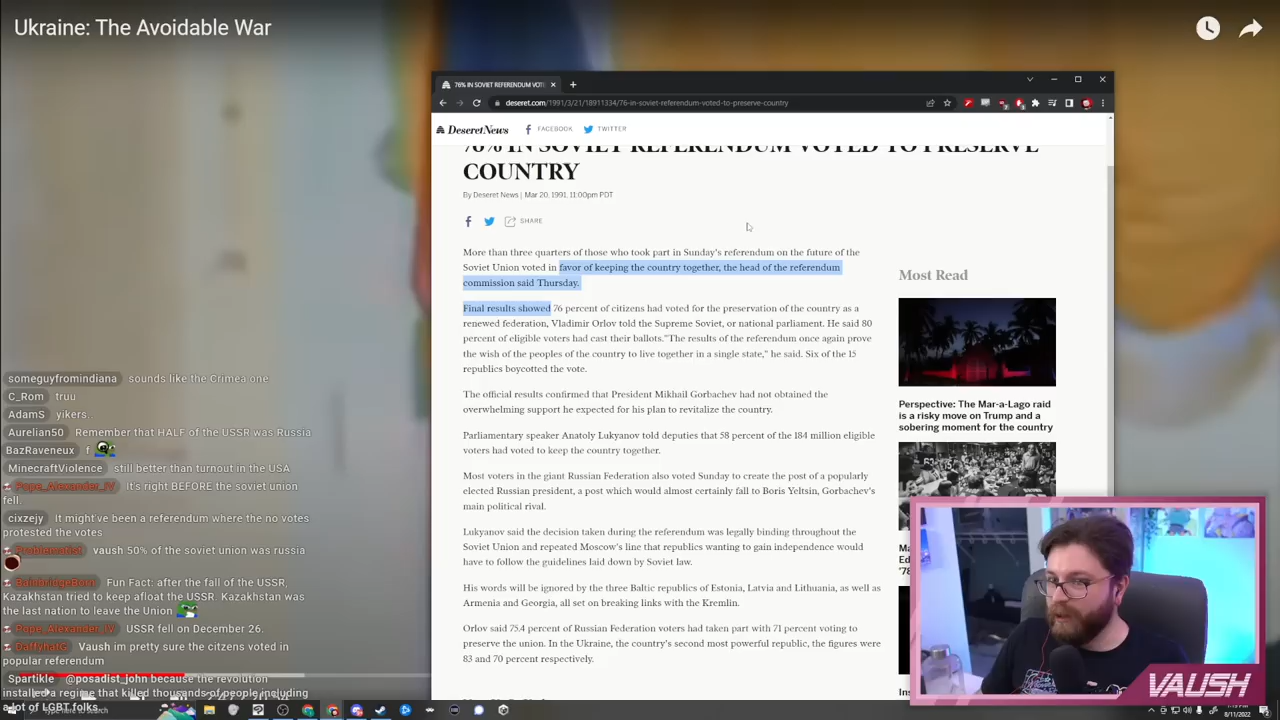 Ukraine: The Avoidable War
76% IN SOVIET REFERENDUM VOT
deseret.com/1991/3/21/18911334/76-in-soviet-referendum-voted-to-preserve-country
Deseret News
FACEBOOK
TWITTER
76% IN SOVIET REFERENDUM VOTED TO PRESERVE
COUNTRY
By Deseret News | Mar 20, 1991, 11:00pm PDT
SHARE
More than three quarters of those who took part in Sunday's referendum on the future of the
Soviet Union voted in favor of keeping the country together, the head of the referendum
commission said Thursday.
Final results showed 76 percent of citizens had voted for the preservation of the country as a
renewed federation, Vladimir Orlov told the Supreme Soviet, or national parliament. He said 80
percent of eligible voters had cast their ballots."The results of the referendum once again prove
the wish of the peoples of the country to live together in a single state," he said. Six of the 15
republics boycotted the vote.
The official results confirmed that President Mikhail Gorbachev had not obtained the
overwhelming support he expected for his plan to revitalize the country.
Parliamentary speaker Anatoly Lukyanov told deputies that 58 percent of the 184 million eligible
voters had voted to keep the country together.
Most voters in the giant Russian Federation also voted Sunday to create the post of a popularly
elected Russian president, a post which would almost certainly fall to Boris Yeltsin, Gorbachev's
main political rival.
Lukyanov said the decision taken during the referendum was legally binding throughout the
Soviet Union and repeated Moscow's line that republics wanting to gain independence would
have to follow the guidelines laid down by Soviet law.
His words will be ignored by the three Baltic republics of Estonia, Latvia and Lithuania, as well as
Armenia and Georgia, all set on breaking links with the Kremlin.
Orlov said 75.4 percent of Russian Federation voters had taken part with 71 percent voting to
preserve the union. In the Ukraine, the country's second most powerful republic, the figures were
83 and 70 percent respectively.
Most Read
Perspective: The Mar-a-Lago raid
is a risky move on Trump and a
sobering moment for the country
someguyfromindiana sounds like the Crimea one
C_Rom truu
AdamS yikers..
Aurelian50 Remember that HALF of the USSR was Russia
BazRaveneux f
MinecraftViolence still better than turnout in the USA
Pope_Alexander_IV It's right BEFORE the soviet union
fell.
cixzejy It might've been a referendum where the no votes
protested the votes
vaush 50% of the soviet union was russia
Fun Fact: after the fall of the USSR,
Kazakhstan tried to keep afloat the USSR. Kazakhstan was
the last nation to leave the Union
Pope_Alexander_IV USSR fell on December 26.
Vaush im pretty sure the citzens voted in
popular referendum
Spartikle @posadist_john because the revolution
installed a regime that killed thousands of people including
a lot of LGBT folks.
VAUSH
8/11/2022